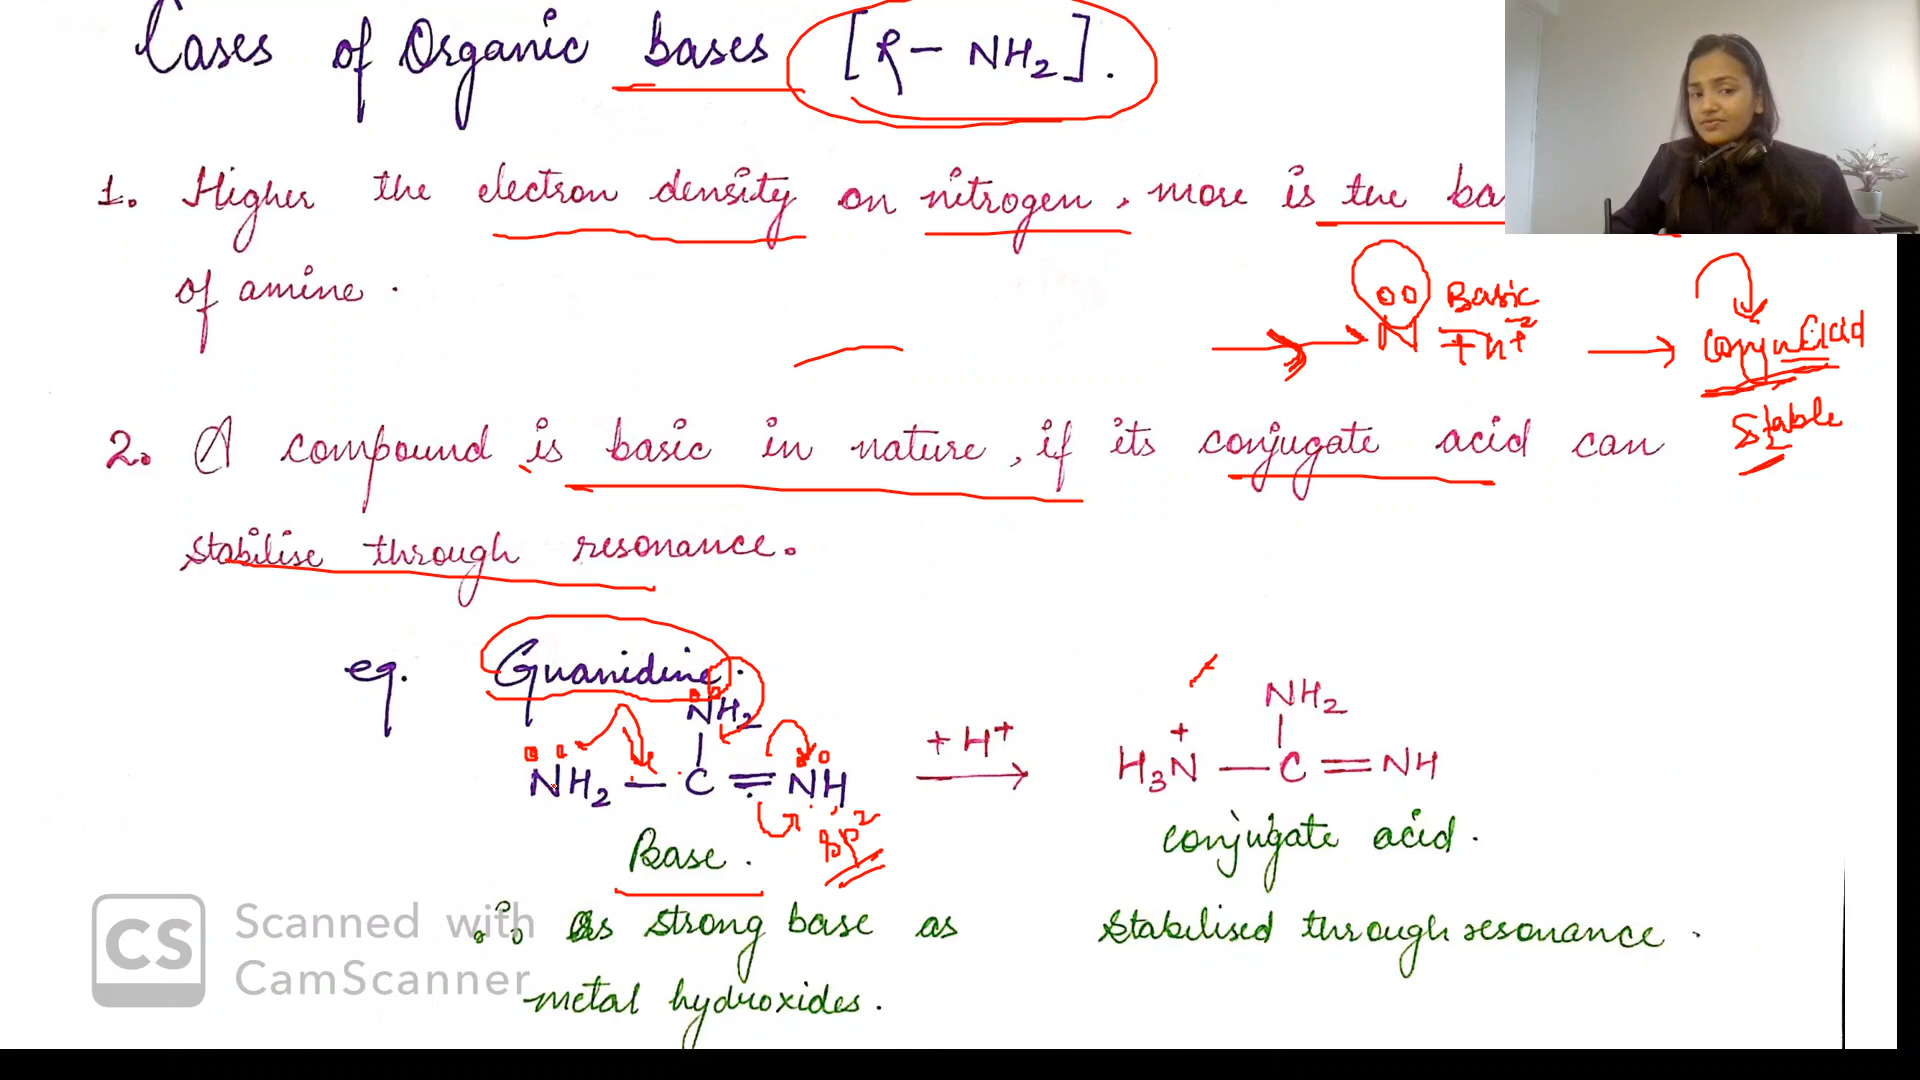 Cases of Organic bases [R – NH2].
1. Higher the electron density on nitrogen, more is the ba
of amine.
N Basic
+H+
Conju Acid
Stable
2. A compound is basic in nature, if its conjugate acid can
stabilise through resonance.
eg. Guanidine.
NH2
NH2 – C = NH
sp2
Base.
+ H+
NH2
+
H3N – C = NH
conjugate acid.
∴ As strong base as
metal hydroxides.
stabilised through resonance.
CS Scanned with
CamScanner